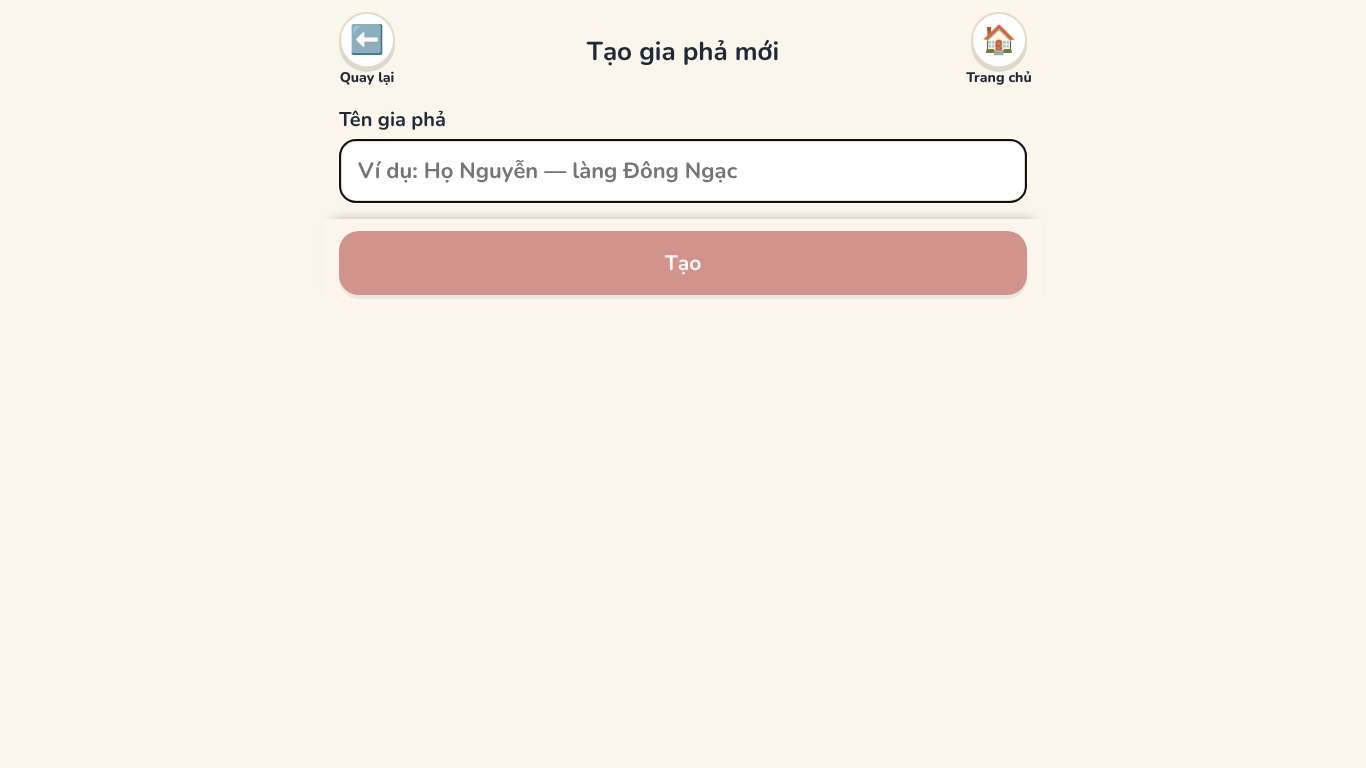 Tạo gia phả mới
Quay lại
Trang chủ
Tên gia phả
Ví dụ: Họ Nguyễn — làng Đông Ngạc
Tạo